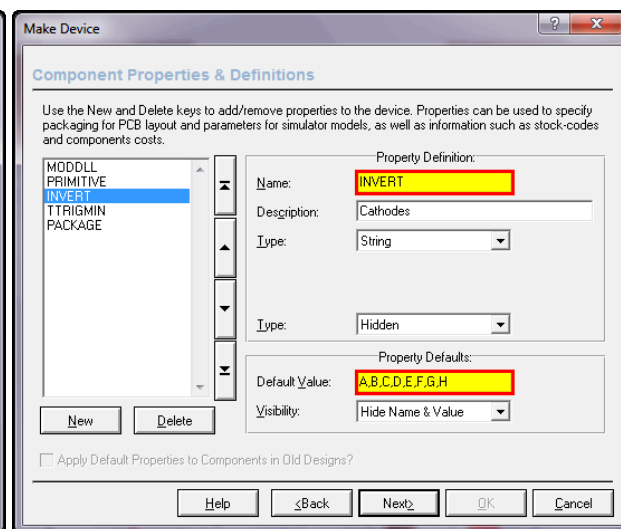 Make Device
Component Properties & Definitions
Use the New and Delete keys to add/remove properties to the device. Properties can be used to specify
packaging for PCB layout and parameters for simulator models, as well as information such as stock-codes
and components costs.
MODDLL
PRIMITIVE
INVERT
TTRIGMIN
PACKAGE
New
Delete
Property Definition:
Name: INVERT
Description: Cathodes
Type: String
Type: Hidden
Property Defaults:
Default Value: A,B,C,D,E,F,G,H
Visibility: Hide Name & Value
Apply Default Properties to Components in Old Designs?
Help
≤Back
Next≥
OK
Cancel